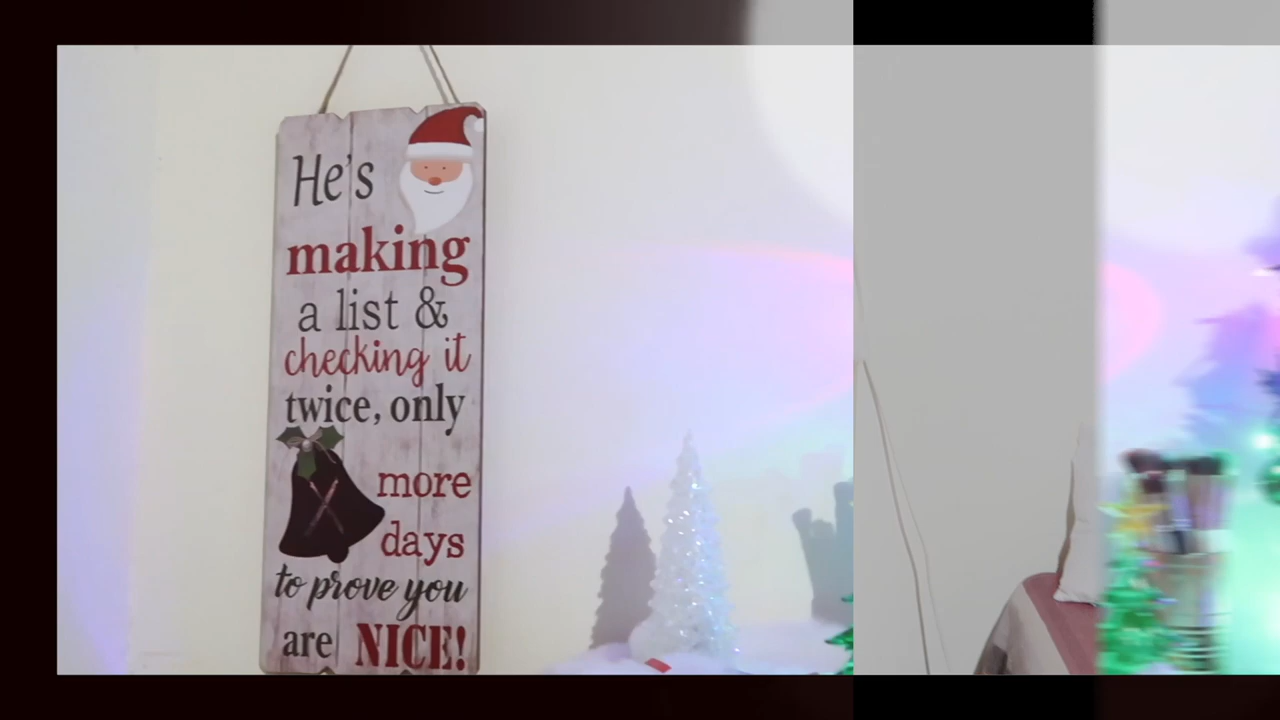 He's
making
a list &
checking it
twice, only
more
days
to prove you
are NICE!